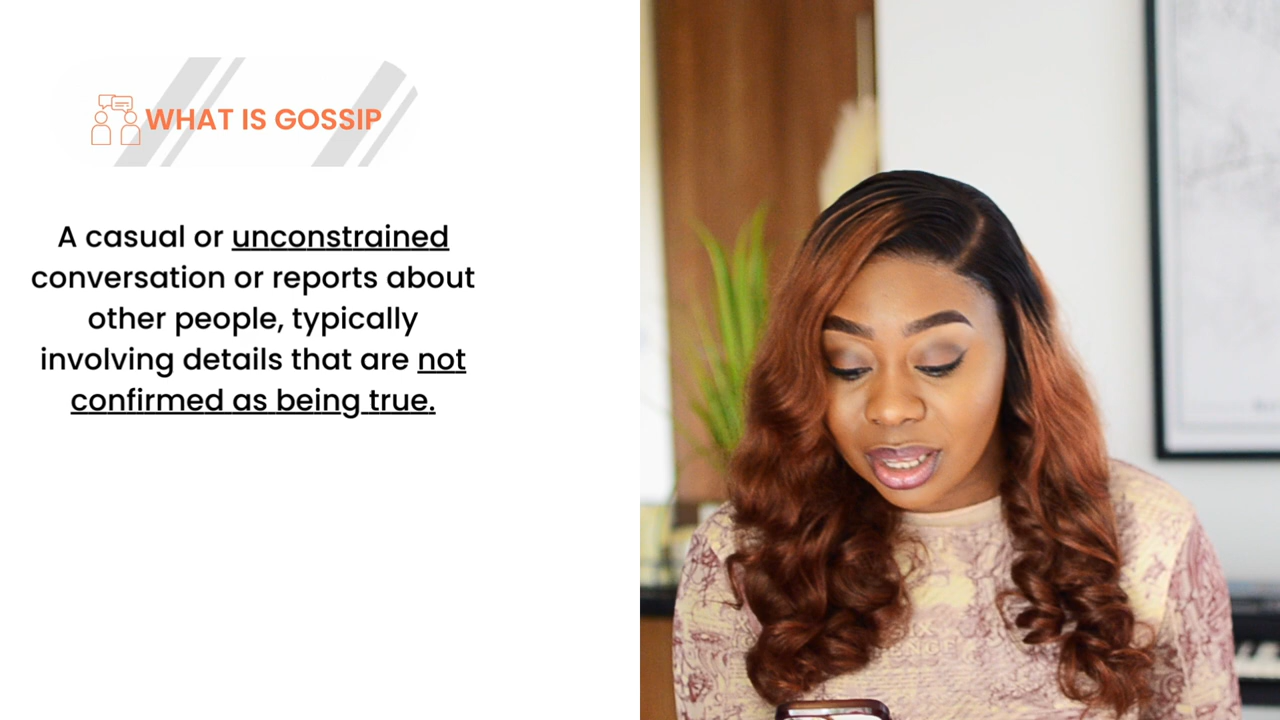 WHAT IS GOSSIP
A casual or unconstrained
conversation or reports about
other people, typically
involving details that are not
confirmed as being true.